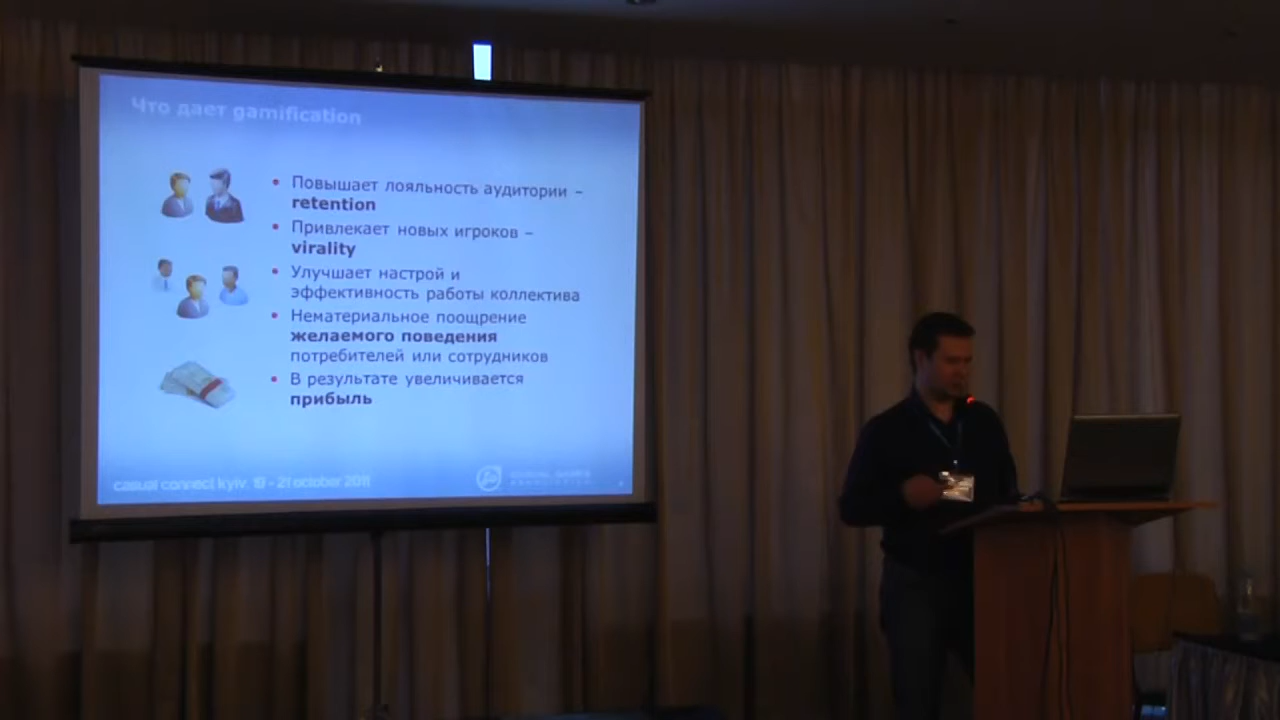 Что дает gamification
Повышает лояльность аудитории –
retention
Привлекает новых игроков –
virality
Улучшает настрой и
эффективность работы коллектива
Нематериальное поощрение
желаемого поведения
потребителей или сотрудников
В результате увеличивается
прибыль
casual connect kyiv 19 - 21 october 2011